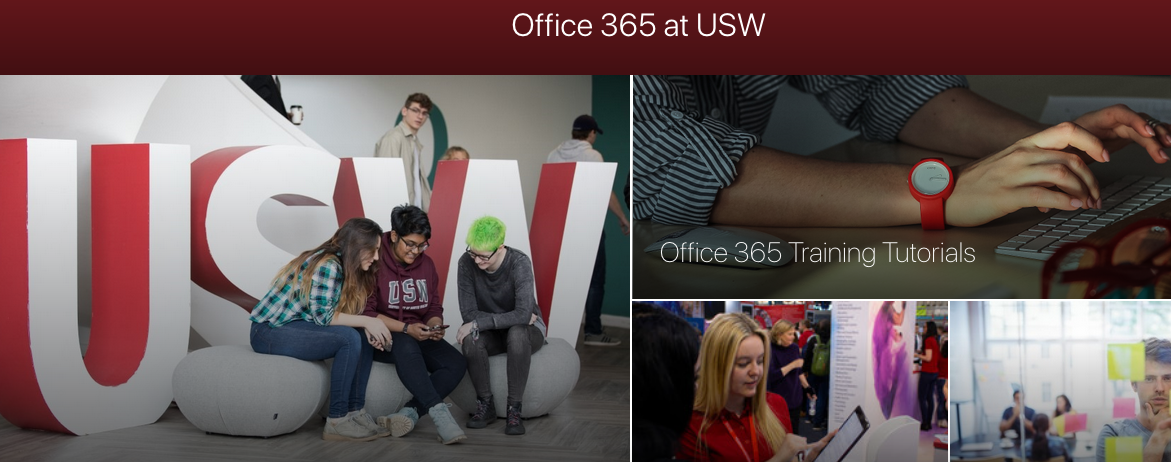 Office 365 at USW
USW
USW
Office 365 Training Tutorials